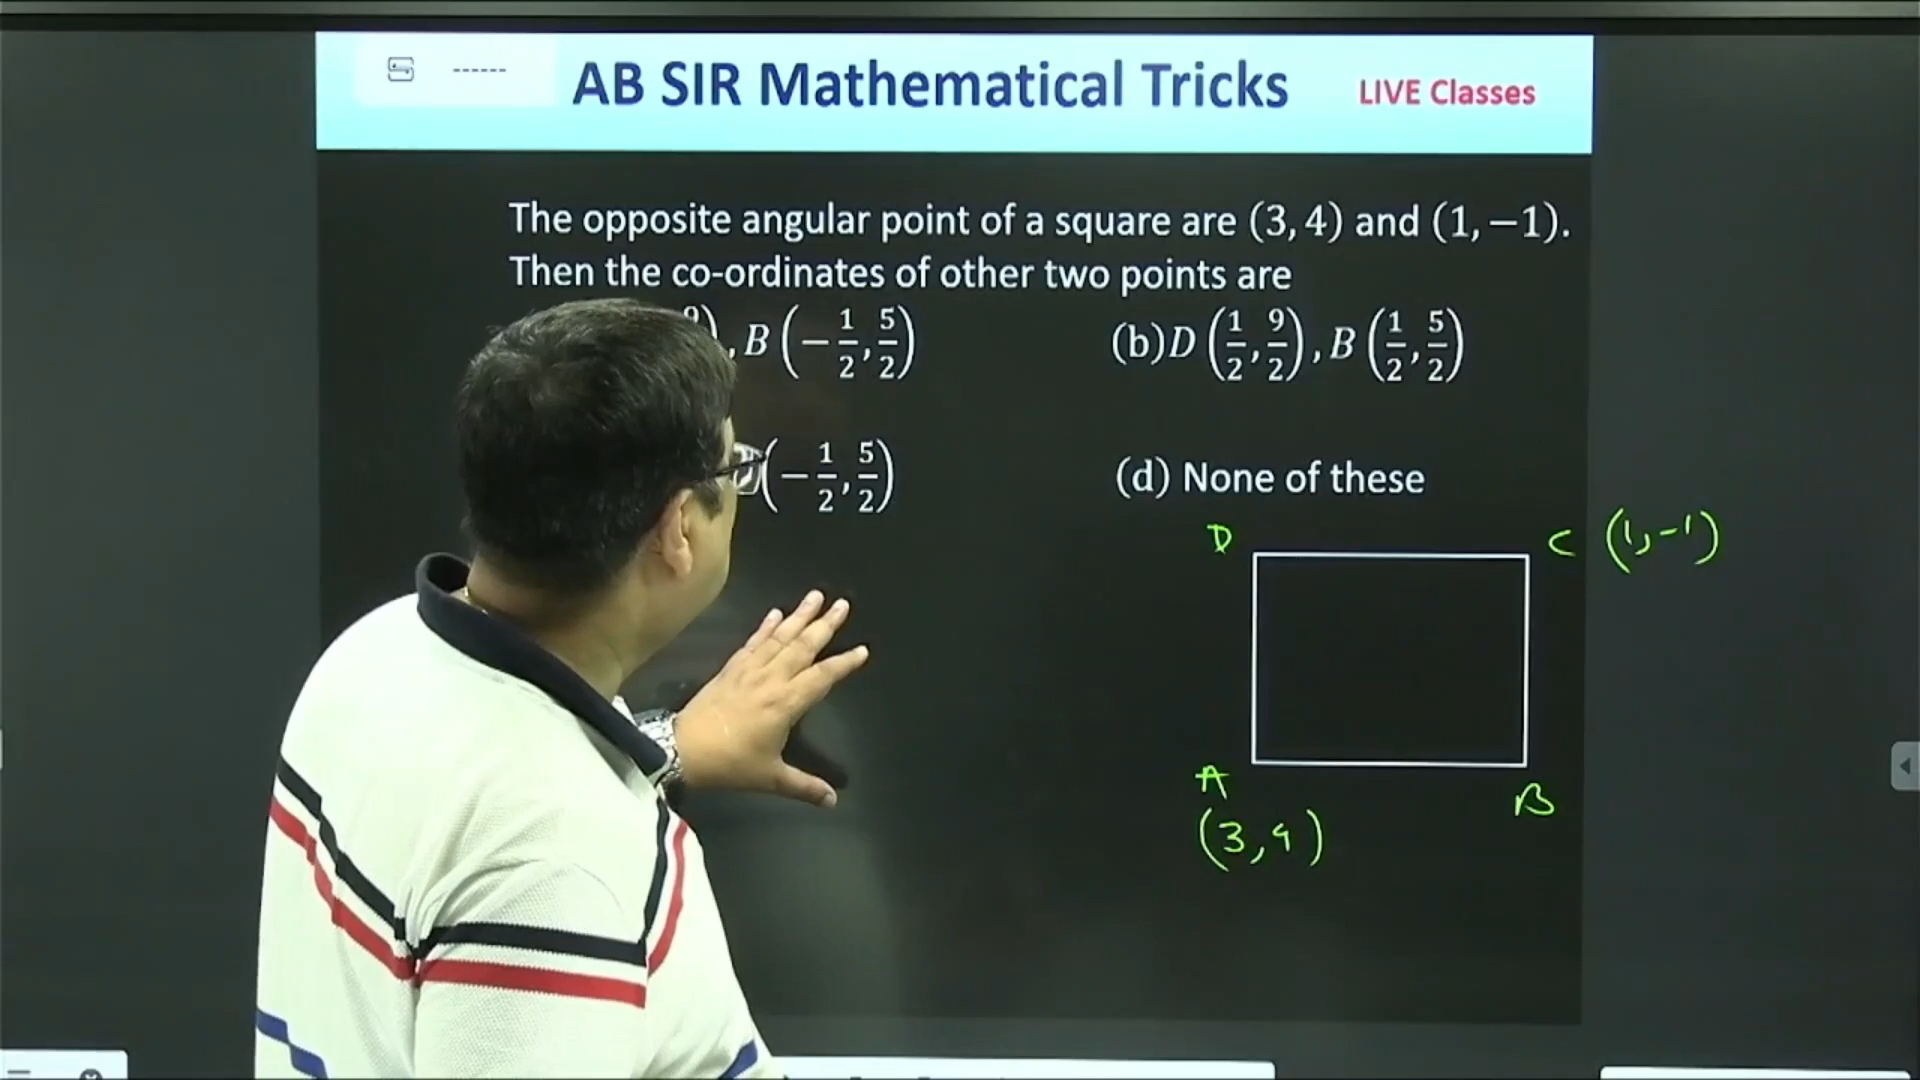 ------ AB SIR Mathematical Tricks LIVE Classes
The opposite angular point of a square are (3, 4) and (1, −1).
Then the co-ordinates of other two points are
, B (− 1/2, 5/2) (b) D (1/2, 9/2), B (1/2, 5/2)
(− 1/2, 5/2) (d) None of these
D C (1, -1)
A B
(3, 4)